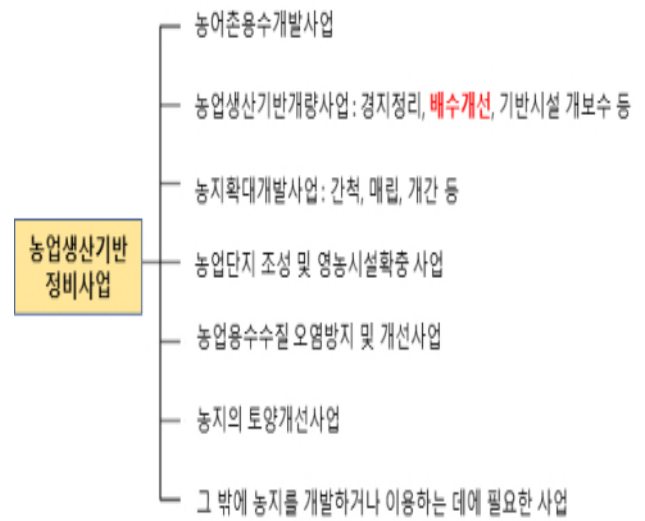 농어촌용수개발사업
농업생산기반개량사업 : 경지정리, 배수개선, 기반시설 개보수 등
농지확대개발사업 : 간척, 매립, 개간 등
농업생산기반
정비사업
농업단지 조성 및 영농시설확충 사업
농업용수수질 오염방지 및 개선사업
농지의 토양개선사업
그 밖에 농지를 개발하거나 이용하는 데에 필요한 사업